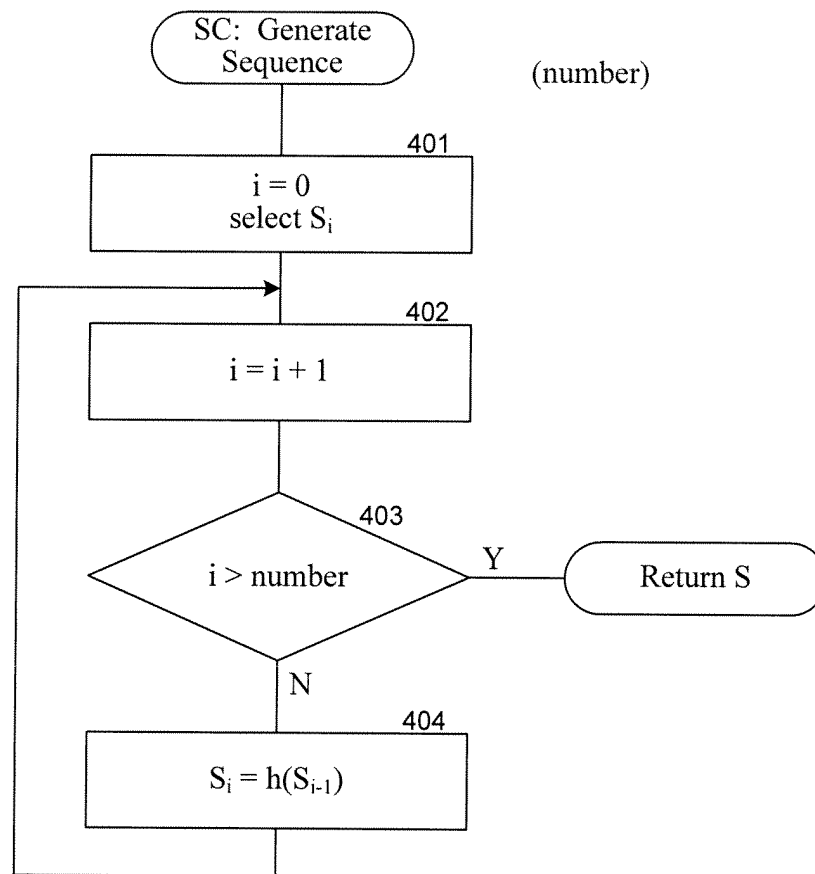 SC: Generate
Sequence
(number)
401
i = 0
select Sᵢ
402
i = i + 1
403
i > number
Y
Return S
N
404
Sᵢ = h(Sᵢ₋₁)